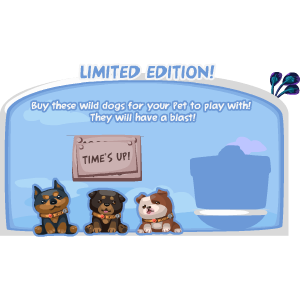 LIMITED EDITION!
Buy these wild dogs for your Pet to play with!
They will have a blast!
TIME'S UP!